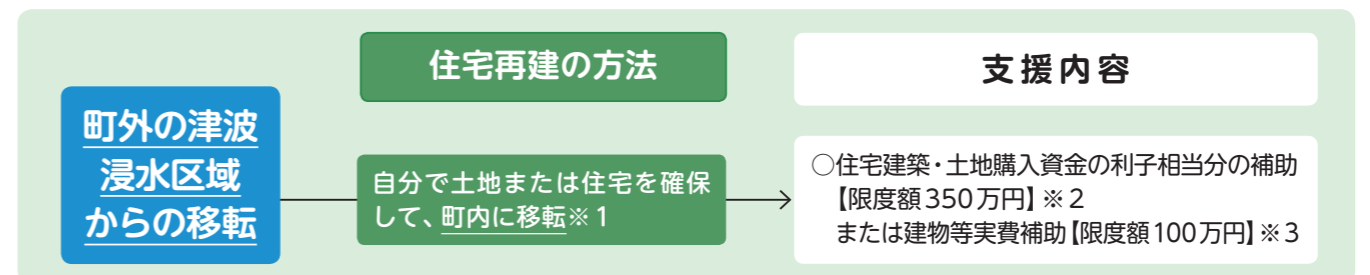 住宅再建の方法
支援内容
町外の津波
浸水区域
からの移転
自分で土地または住宅を確保
して、町内に移転※1
○住宅建築・土地購入資金の利子相当分の補助
【限度額350万円】※2
または建物等実費補助【限度額100万円】※3